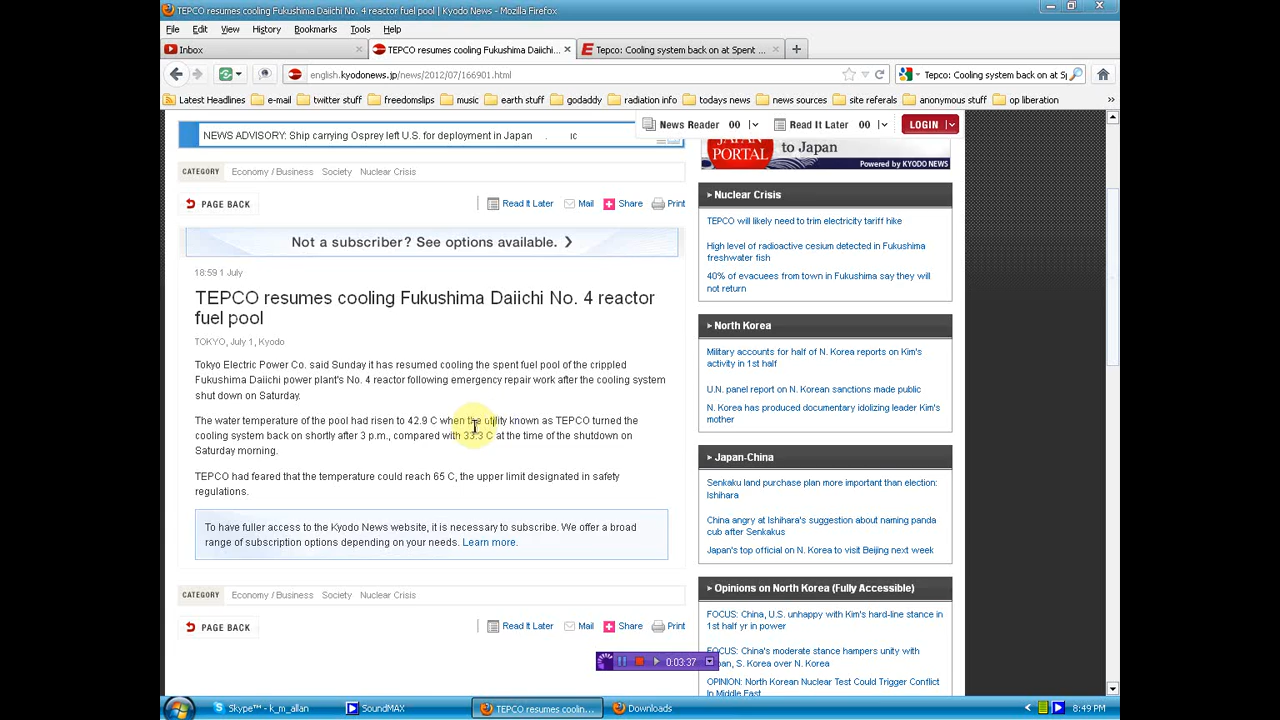 TEPCO resumes cooling Fukushima Daiichi No. 4 reactor fuel pool | Kyodo News - Mozilla Firefox
File Edit View History Bookmarks Tools Help
Inbox
TEPCO resumes cooling Fukushima Daiichi...
Tepco: Cooling system back on at Spent ...
english.kyodonews.jp/news/2012/07/166901.html
Tepco: Cooling system back on at Sp
Latest Headlines e-mail twitter stuff freedomslips music earth stuff godaddy radiation info todays news news sources site referals anonymous stuff op liberation
NEWS ADVISORY: Ship carrying Osprey left U.S. for deployment in Japan . ic
News Reader 00 Read It Later 00 LOGIN
CATEGORY Economy / Business Society Nuclear Crisis
PAGE BACK
Read It Later Mail Share Print
Not a subscriber? See options available.
18:59 1 July
TEPCO resumes cooling Fukushima Daiichi No. 4 reactor
fuel pool
TOKYO, July 1, Kyodo
Tokyo Electric Power Co. said Sunday it has resumed cooling the spent fuel pool of the crippled
Fukushima Daiichi power plant's No. 4 reactor following emergency repair work after the cooling system
shut down on Saturday.
The water temperature of the pool had risen to 42.9 C when the utility known as TEPCO turned the
cooling system back on shortly after 3 p.m., compared with 33.3 C at the time of the shutdown on
Saturday morning.
TEPCO had feared that the temperature could reach 65 C, the upper limit designated in safety
regulations.
To have fuller access to the Kyodo News website, it is necessary to subscribe. We offer a broad
range of subscription options depending on your needs. Learn more.
CATEGORY Economy / Business Society Nuclear Crisis
PAGE BACK
Read It Later Mail Share Print
JAPAN
PORTAL
to Japan
Powered by KYODO NEWS
Nuclear Crisis
TEPCO will likely need to trim electricity tariff hike
High level of radioactive cesium detected in Fukushima
freshwater fish
40% of evacuees from town in Fukushima say they will
not return
North Korea
Military accounts for half of N. Korea reports on Kim's
activity in 1st half
U.N. panel report on N. Korean sanctions made public
N. Korea has produced documentary idolizing leader Kim's
mother
Japan-China
Senkaku land purchase plan more important than election:
Ishihara
China angry at Ishihara's suggestion about naming panda
cub after Senkakus
Japan's top official on N. Korea to visit Beijing next week
Opinions on North Korea (Fully Accessible)
FOCUS: China, U.S. unhappy with Kim's hard-line stance in
1st half yr in power
FOCUS: China's moderate stance hampers unity with
Japan, S. Korea over N. Korea
OPINION: North Korean Nuclear Test Could Trigger Conflict
In Middle East
0:03:37
Skype™ - k_m_allan
SoundMAX
TEPCO resumes coolin...
Downloads
8:49 PM